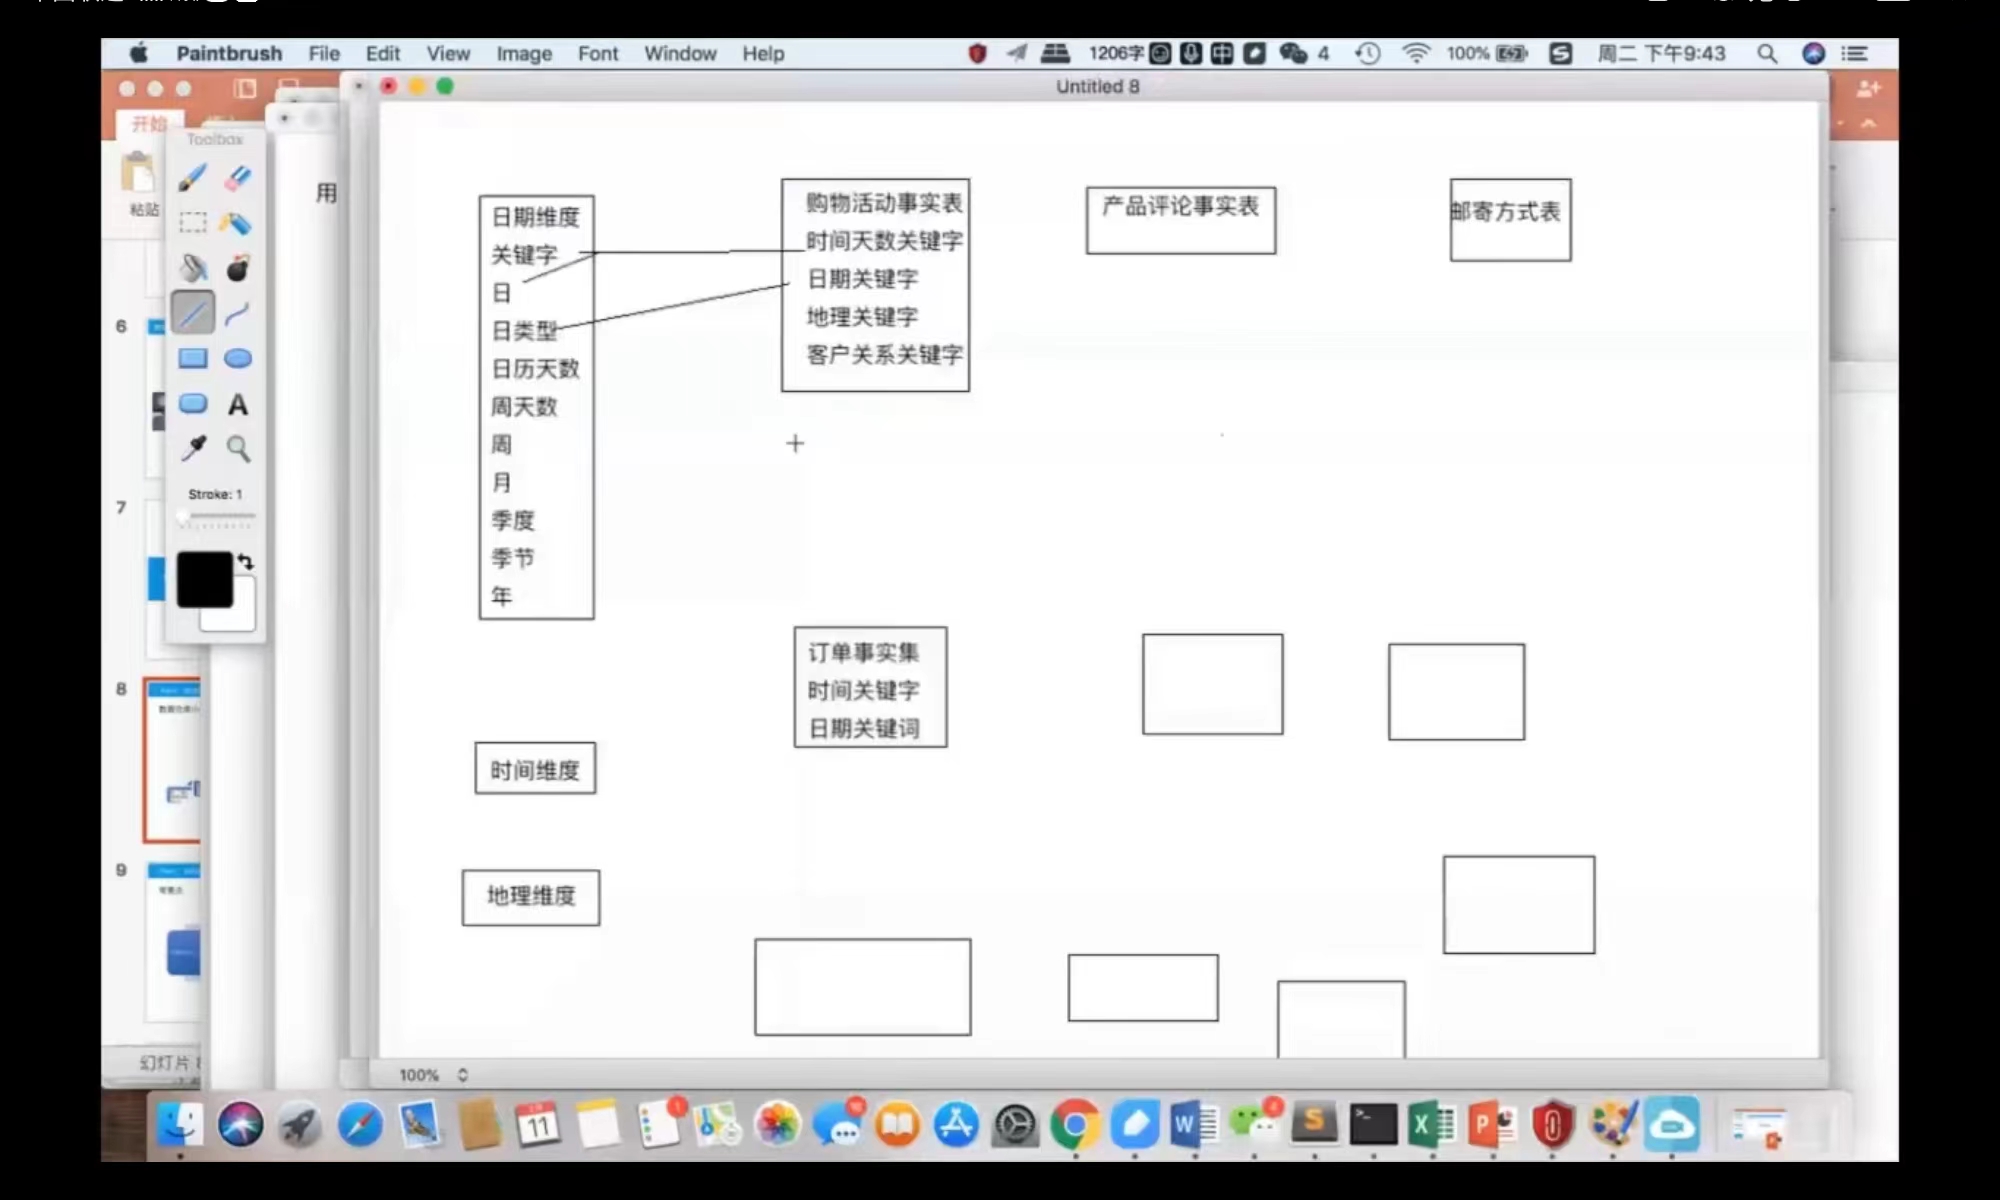 Paintbrush File Edit View Image Font Window Help
1206字
4
100%
周二 下午9:43
Untitled 8
开始
Toolbox
粘贴
用
6
7
Stroke: 1
8
9
幻灯片
日期维度
关键字
日
日类型
日历天数
周天数
周
月
季度
季节
年
购物活动事实表
时间天数关键字
日期关键字
地理关键字
客户关系关键字
产品评论事实表
邮寄方式表
订单事实集
时间关键字
日期关键词
时间维度
地理维度
100%
11